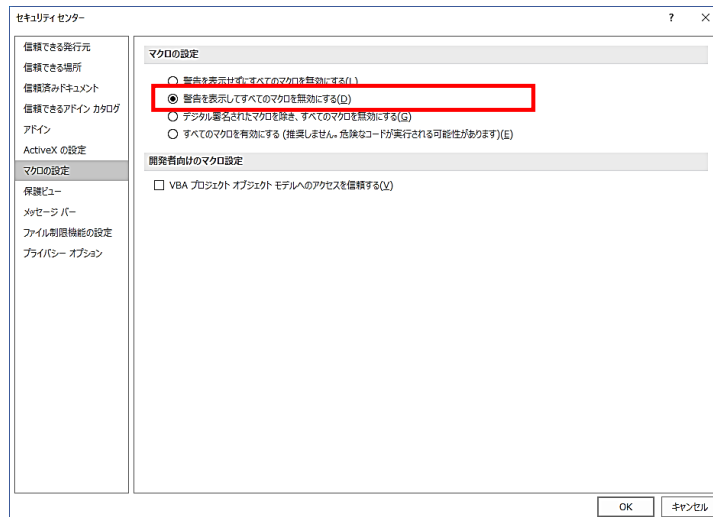 セキュリティ センター
? ×
信頼できる発行元
信頼できる場所
信頼済みドキュメント
信頼できるアドイン カタログ
アドイン
ActiveX の設定
マクロの設定
保護ビュー
メッセージ バー
ファイル制限機能の設定
プライバシー オプション
マクロの設定
警告を表示せずにすべてのマクロを無効にする(L)
警告を表示してすべてのマクロを無効にする(D)
デジタル署名されたマクロを除き、すべてのマクロを無効にする(G)
すべてのマクロを有効にする (推奨しません。危険なコードが実行される可能性があります)(E)
開発者向けのマクロ設定
VBA プロジェクト オブジェクト モデルへのアクセスを信頼する(V)
OK
キャンセル